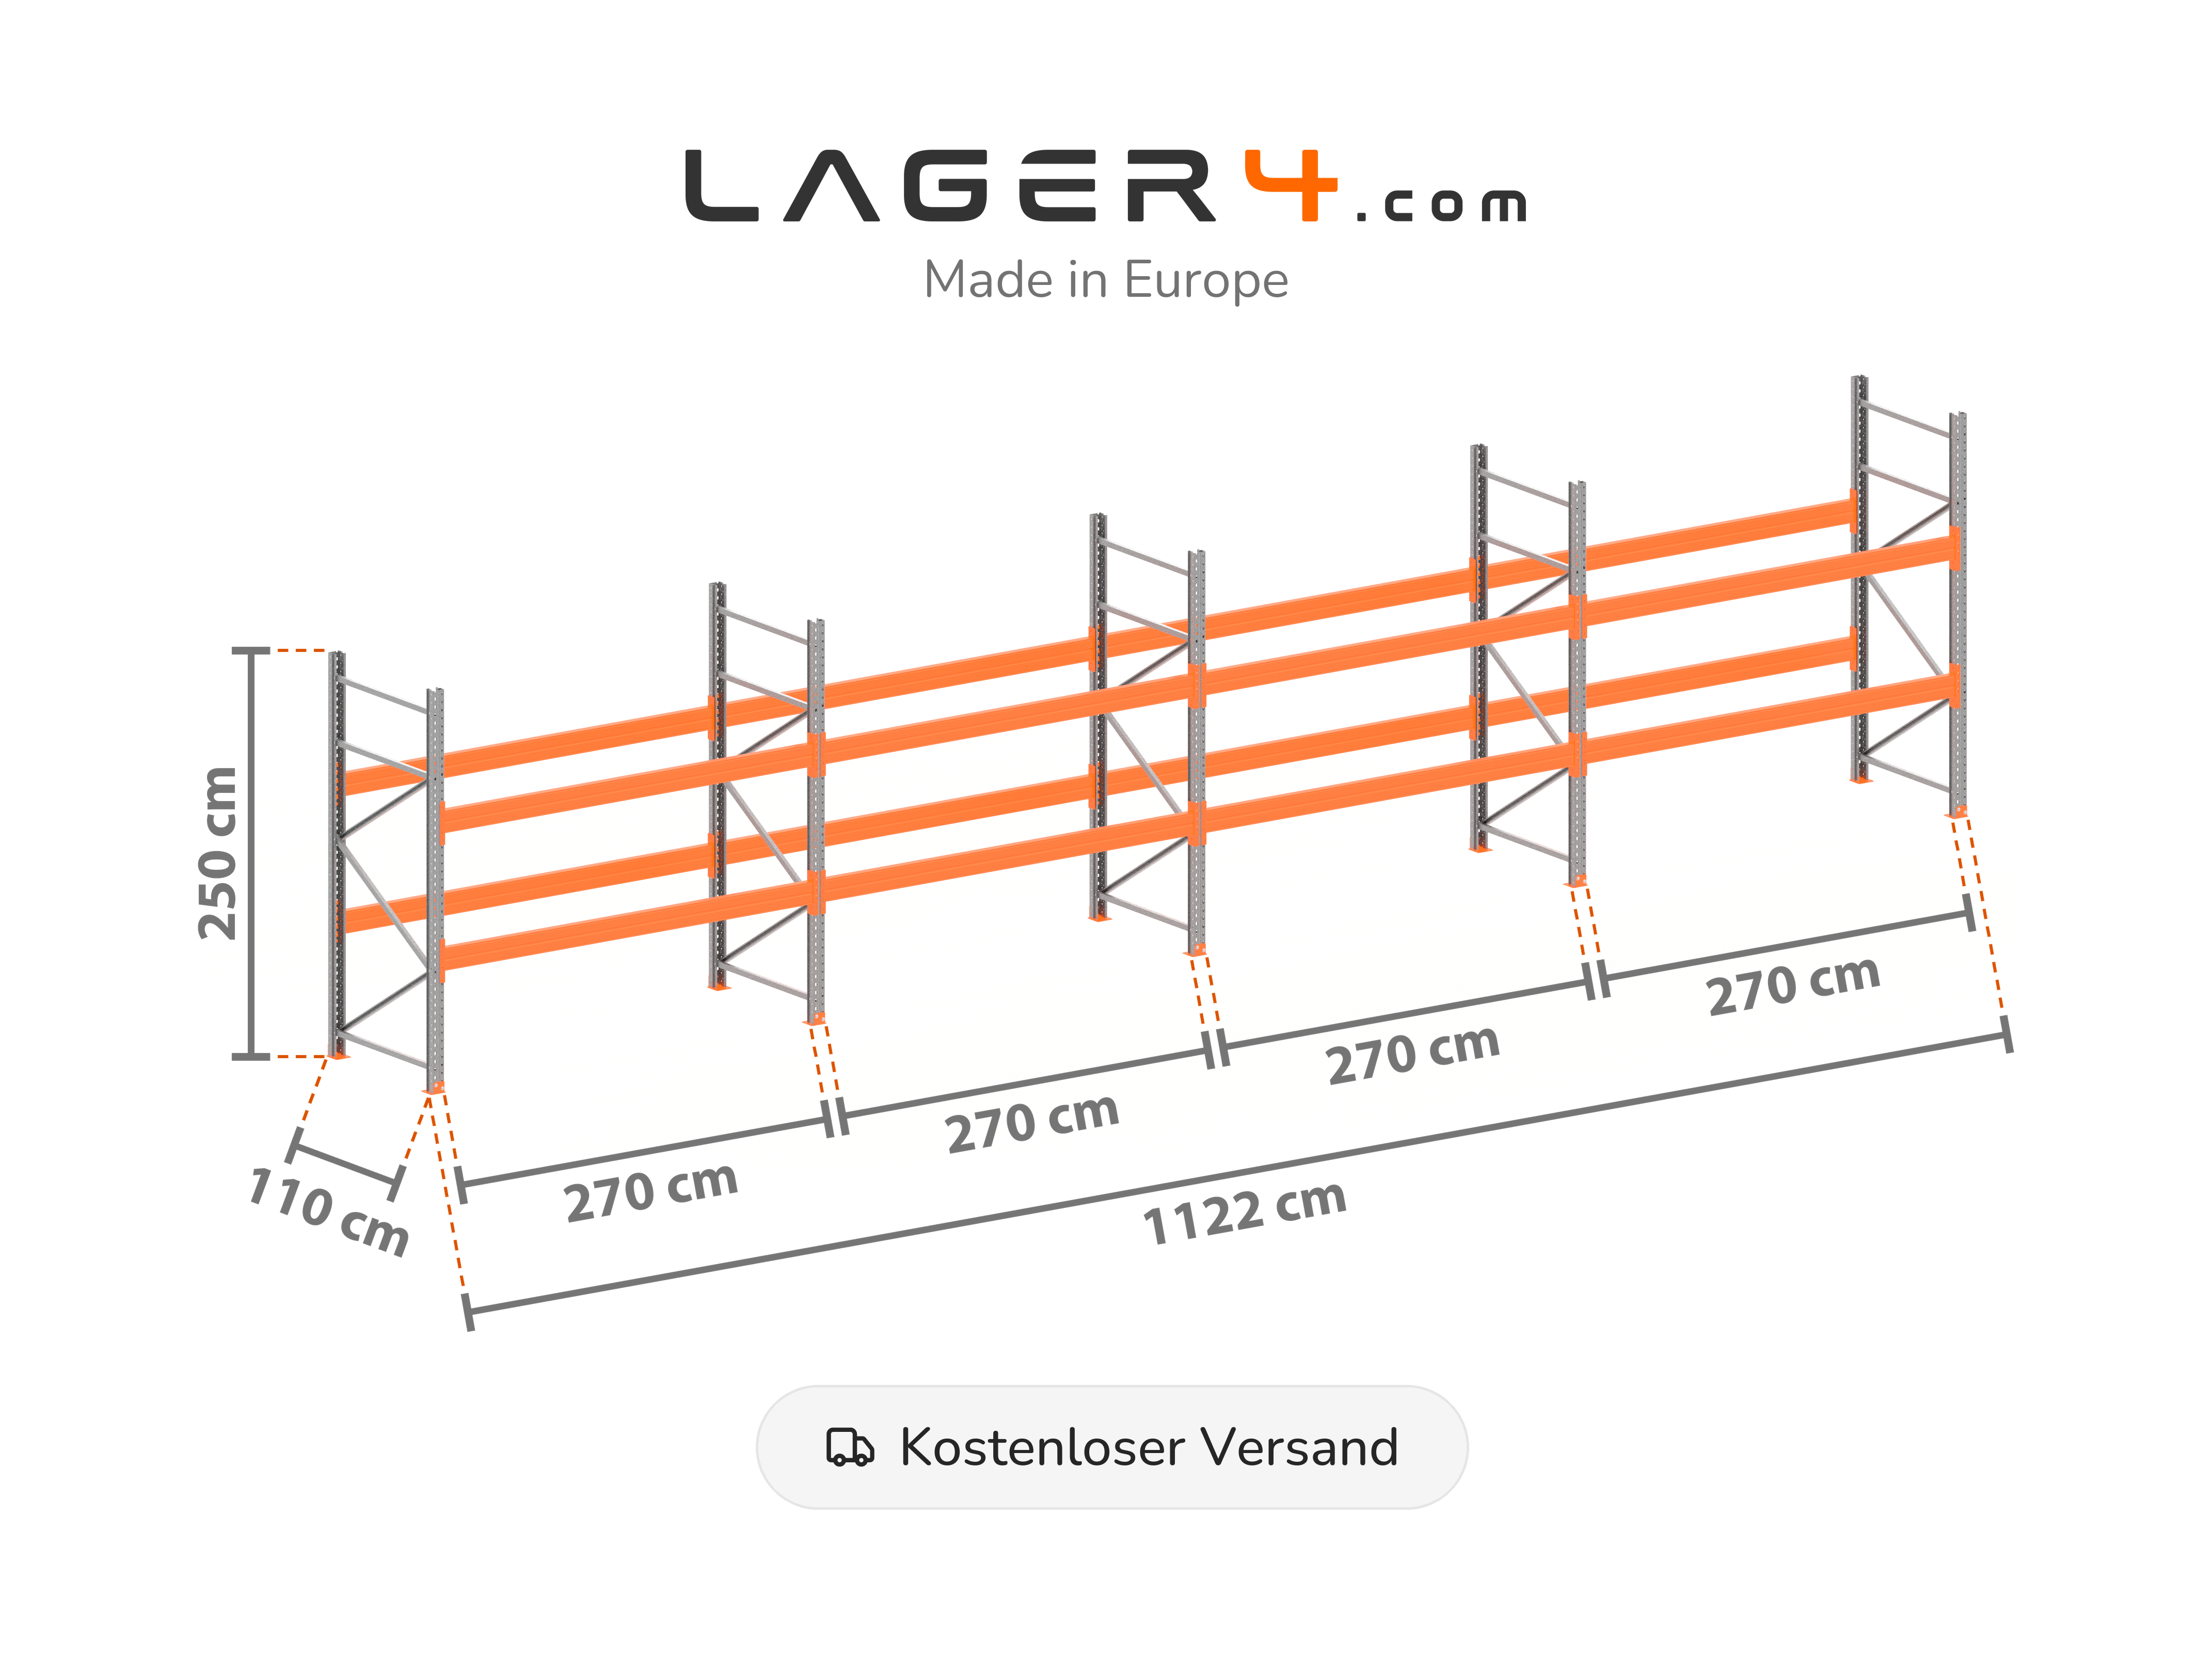 LAGER4.com
Made in Europe
250 cm
110 cm
270 cm
270 cm
270 cm
270 cm
1122 cm
Kostenloser Versand